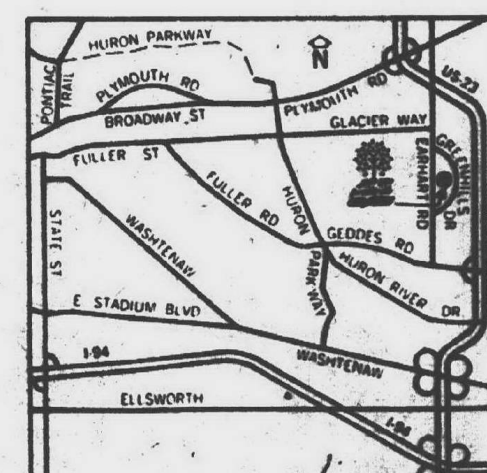 HURON PARKWAY
N
PONTIAC
TRAIL
PLYMOUTH RD
PLYMOUTH RD
US-23
BROADWAY ST
GLACIER WAY
FULLER ST
EARHART RD
GREENHILLS
DR
FULLER RD
HURON
PARKWAY
GEDDES RD
STATE ST
WASHTENAW
HURON RIVER DR
E STADIUM BLVD
WASHTENAW
I-94
ELLSWORTH
I-94